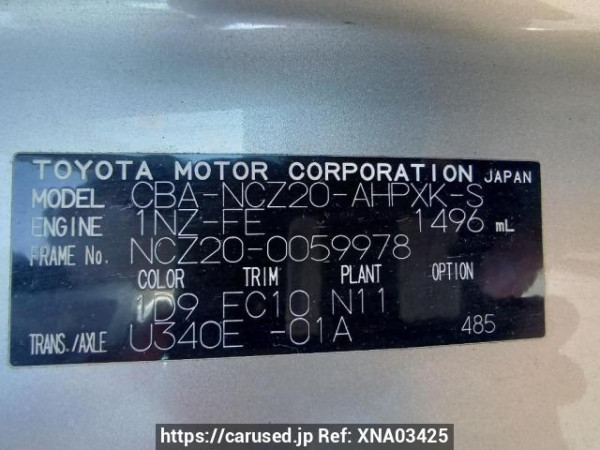 TOYOTA MOTOR CORPORATION JAPAN
MODEL CBA-NCZ20-AHPXK-S
ENGINE 1NZ-FE 1496 mL
FRAME No. NCZ20-0059978
COLOR TRIM PLANT OPTION
1D9 FC10 N11
TRANS./AXLE U340E -01A 485
https://carused.jp Ref: XNA03425